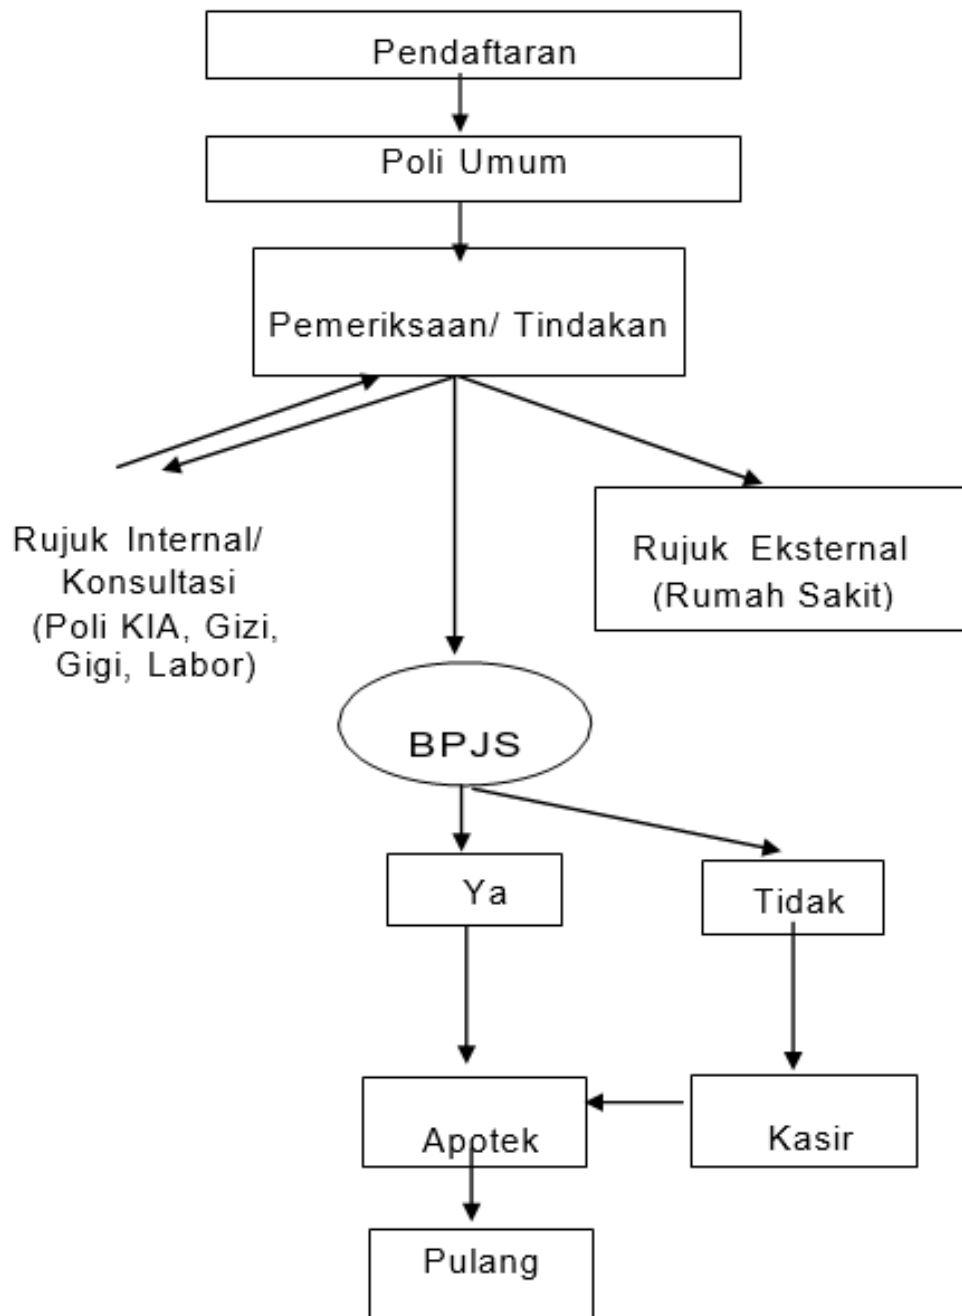 Pendaftaran
Poli Umum
Pemeriksaan/ Tindakan
Rujuk Internal/
Konsultasi
(Poli KIA, Gizi,
Gigi, Labor)
Rujuk Eksternal
(Rumah Sakit)
BPJS
Ya
Tidak
Apotek
Kasir
Pulang